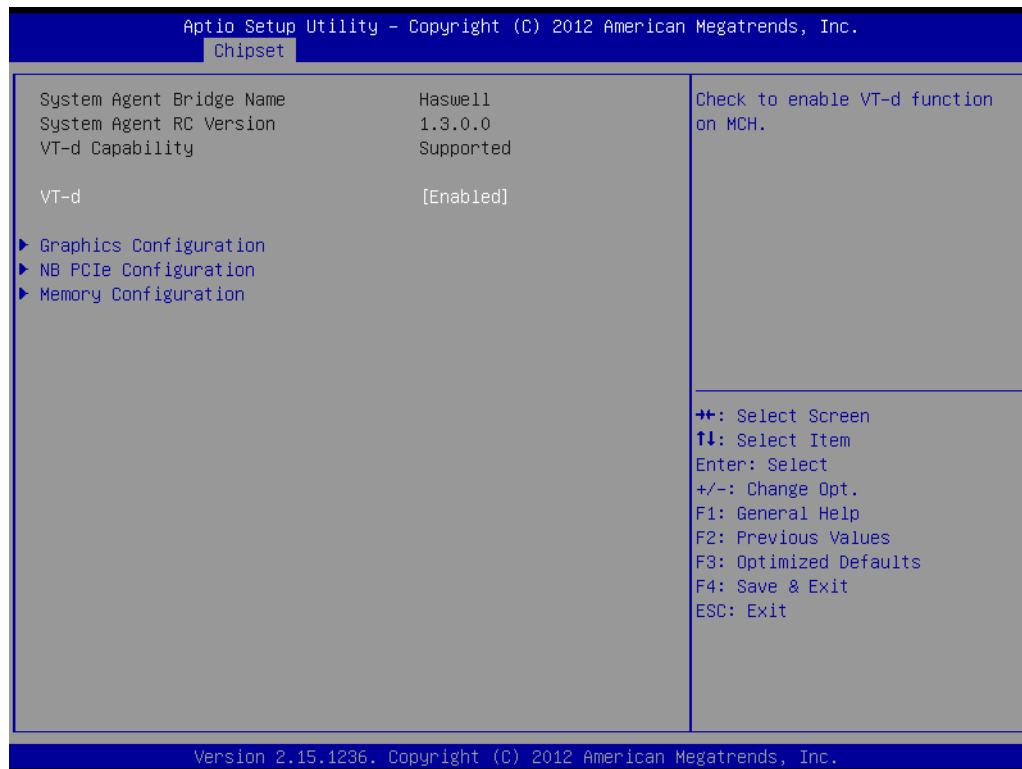 Aptio Setup Utility – Copyright (C) 2012 American Megatrends, Inc.
Chipset
System Agent Bridge Name Haswell
System Agent RC Version 1.3.0.0
VT-d Capability Supported
VT-d [Enabled]
Graphics Configuration
NB PCIe Configuration
Memory Configuration
Check to enable VT-d function
on MCH.
→←: Select Screen
↑↓: Select Item
Enter: Select
+/-: Change Opt.
F1: General Help
F2: Previous Values
F3: Optimized Defaults
F4: Save & Exit
ESC: Exit
Version 2.15.1236. Copyright (C) 2012 American Megatrends, Inc.